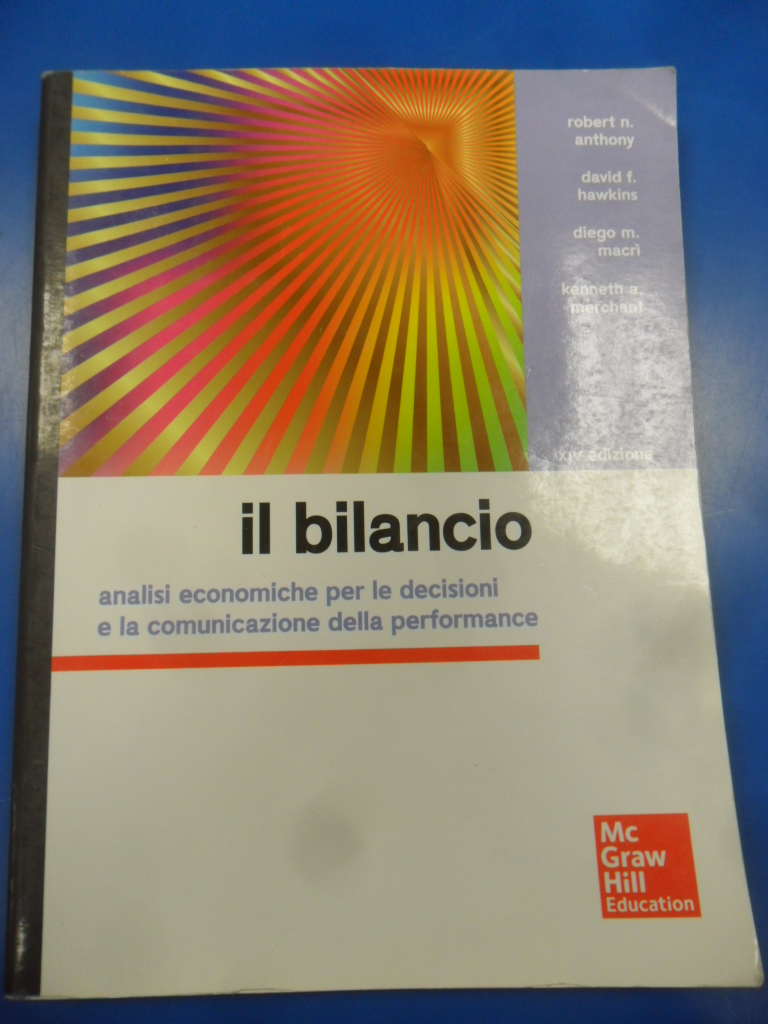 robert n.
anthony
david f.
hawkins
diego m.
macrì
kenneth a.
merchant
xiv edizione
il bilancio
analisi economiche per le decisioni
e la comunicazione della performance
Mc
Graw
Hill
Education